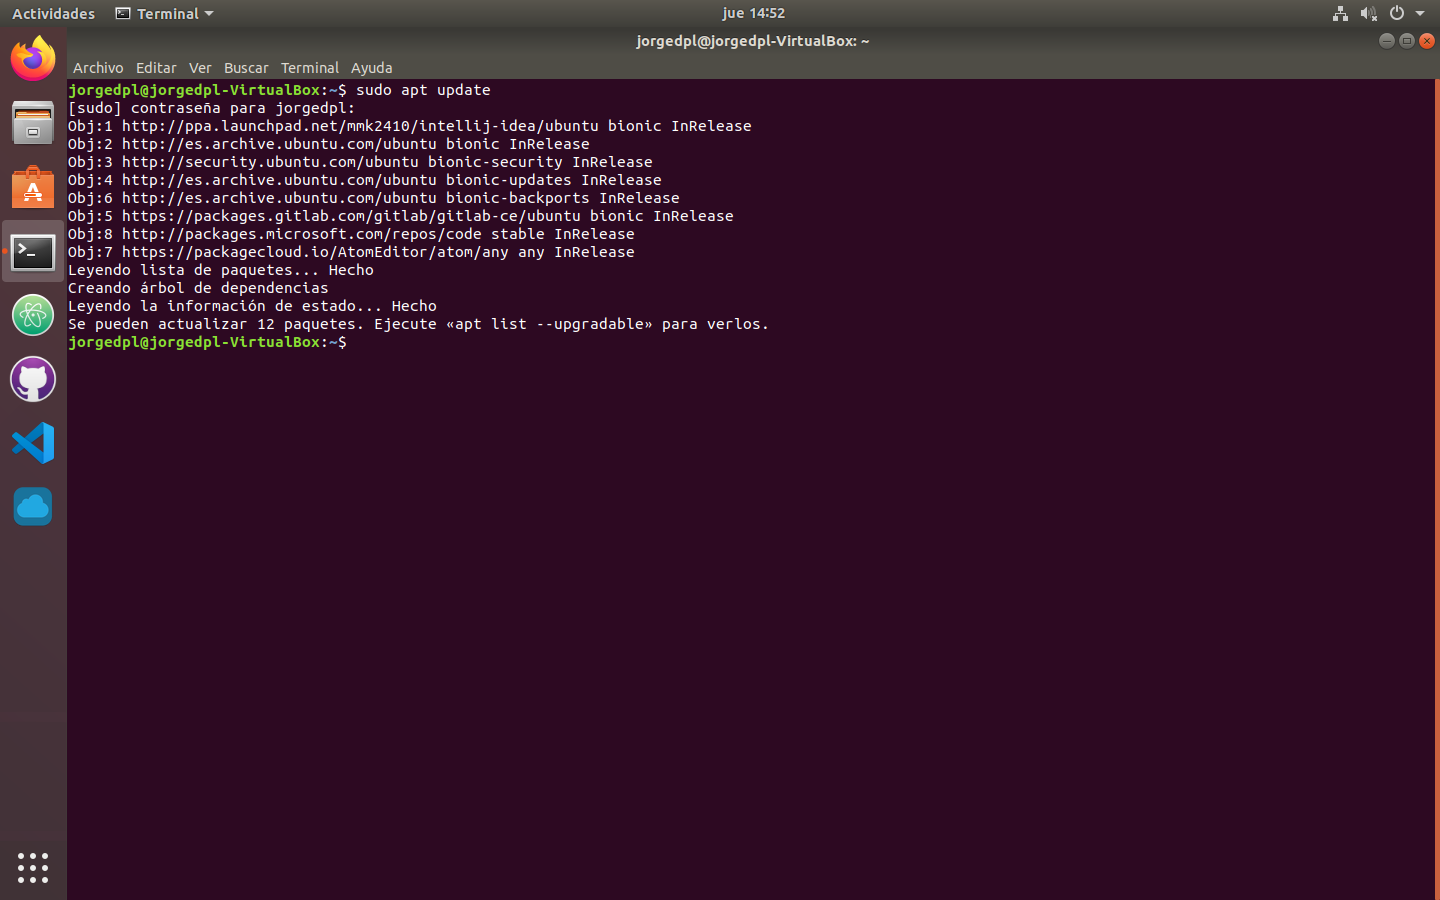 Actividades Terminal jue 14:52
jorgedpl@jorgedpl-VirtualBox: ~
Archivo Editar Ver Buscar Terminal Ayuda
jorgedpl@jorgedpl-VirtualBox:~$ sudo apt update
[sudo] contraseña para jorgedpl:
Obj:1 http://ppa.launchpad.net/mmk2410/intellij-idea/ubuntu bionic InRelease
Obj:2 http://es.archive.ubuntu.com/ubuntu bionic InRelease
Obj:3 http://security.ubuntu.com/ubuntu bionic-security InRelease
Obj:4 http://es.archive.ubuntu.com/ubuntu bionic-updates InRelease
Obj:6 http://es.archive.ubuntu.com/ubuntu bionic-backports InRelease
Obj:5 https://packages.gitlab.com/gitlab/gitlab-ce/ubuntu bionic InRelease
Obj:8 http://packages.microsoft.com/repos/code stable InRelease
Obj:7 https://packagecloud.io/AtomEditor/atom/any any InRelease
Leyendo lista de paquetes... Hecho
Creando árbol de dependencias
Leyendo la información de estado... Hecho
Se pueden actualizar 12 paquetes. Ejecute «apt list --upgradable» para verlos.
jorgedpl@jorgedpl-VirtualBox:~$